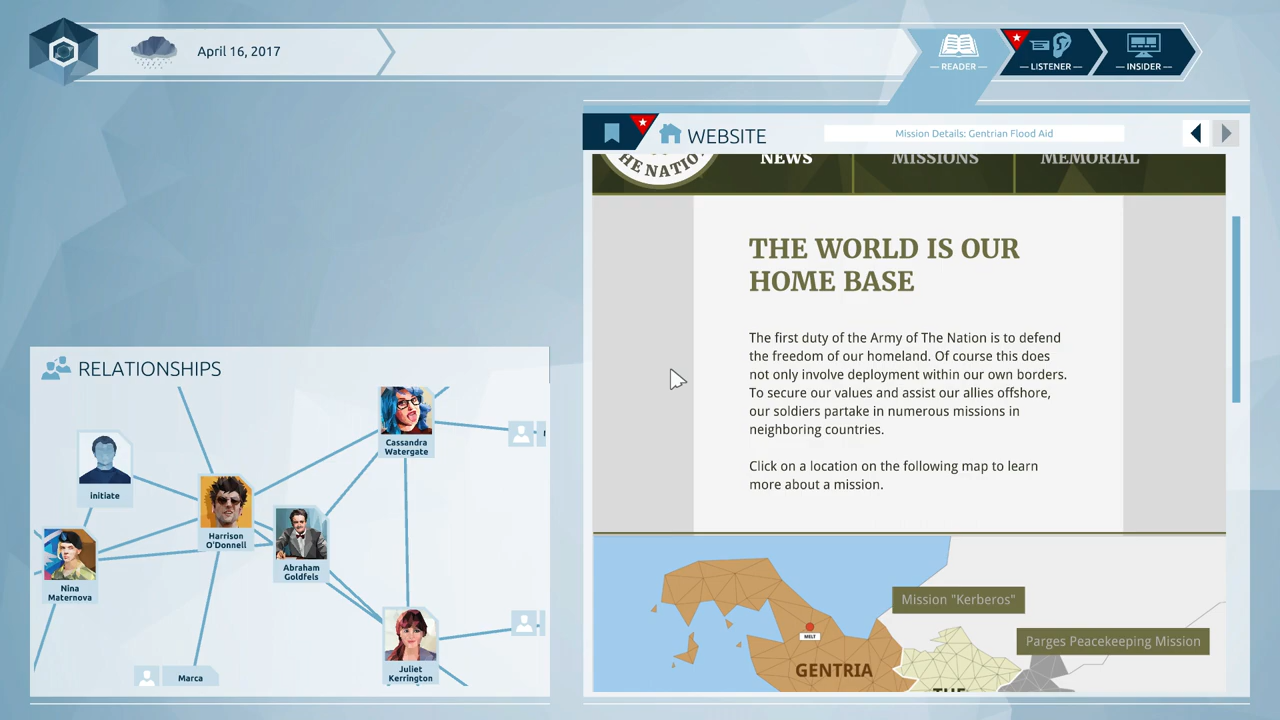 April 16, 2017
READER
LISTENER
INSIDER
WEBSITE
Mission Details: Gentrian Flood Aid
HE NATIO
NEWS
MISSIONS
MEMORIAL
THE WORLD IS OUR
HOME BASE
The first duty of the Army of The Nation is to defend
the freedom of our homeland. Of course this does
not only involve deployment within our own borders.
To secure our values and assist our allies offshore,
our soldiers partake in numerous missions in
neighboring countries.
Click on a location on the following map to learn
more about a mission.
Mission "Kerberos"
Parges Peacekeeping Mission
MELT
GENTRIA
THE
RELATIONSHIPS
Cassandra
Watergate
initiate
Harrison
O'Donnell
Abraham
Goldfels
Nina
Maternova
Juliet
Kerrington
Marca